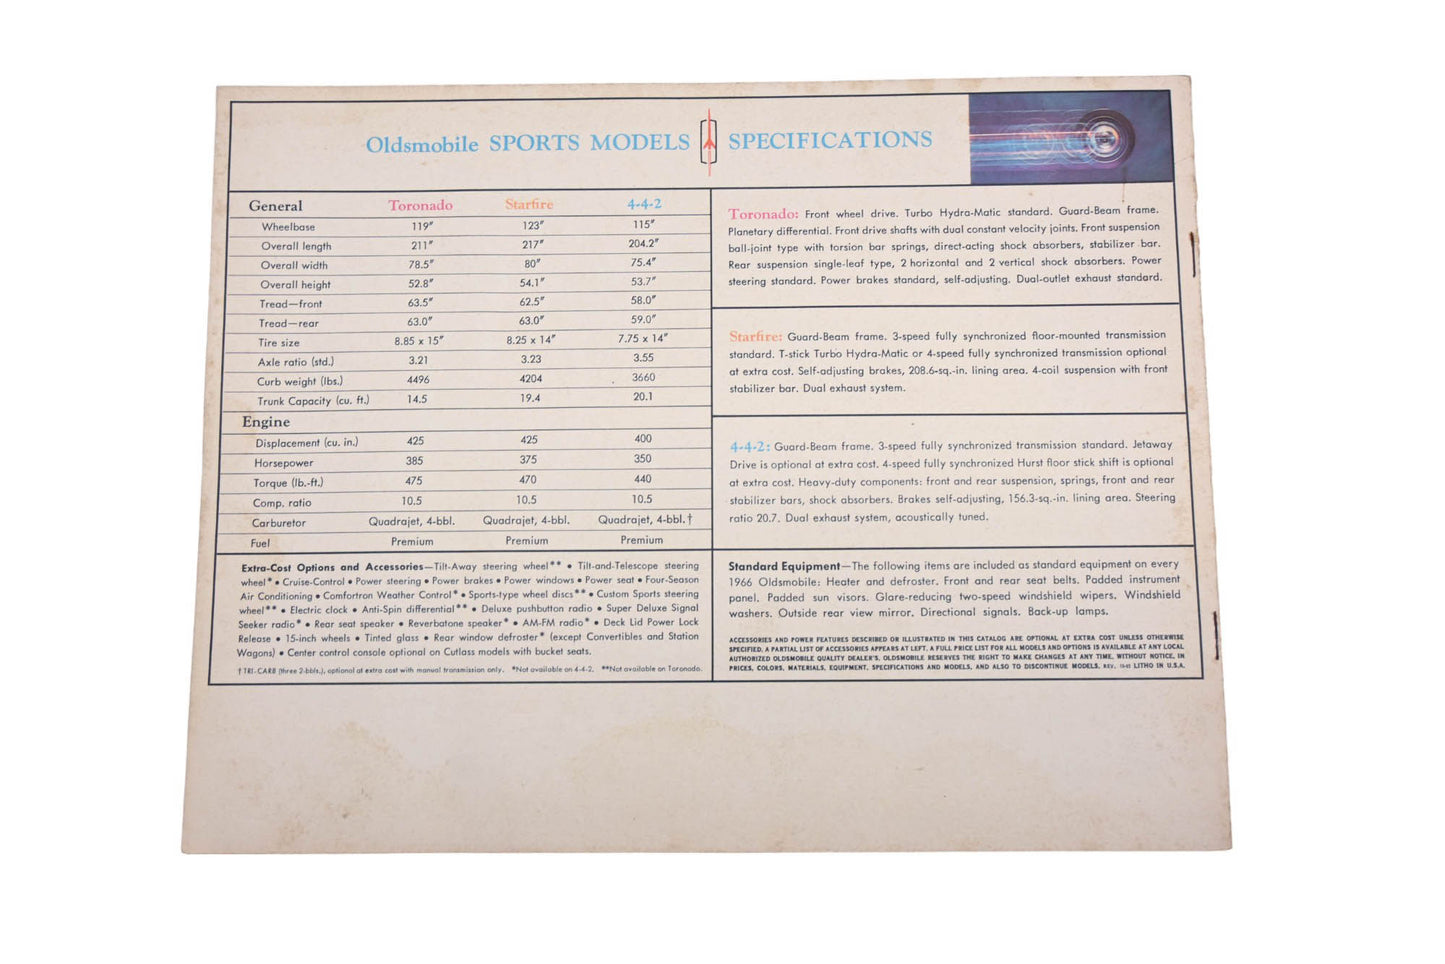 Oldsmobile SPORTS MODELS SPECIFICATIONS
General Toronado Starfire 4-4-2
Wheelbase 119" 123" 115"
Overall length 211" 217" 204.2"
Overall width 78.5" 80" 75.4"
Overall height 52.8" 54.1" 53.7"
Tread—front 63.5" 62.5" 58.0"
Tread—rear 63.0" 63.0" 59.0"
Tire size 8.85 x 15" 8.25 x 14" 7.75 x 14"
Axle ratio (std.) 3.21 3.23 3.55
Curb weight (lbs.) 4496 4204 3660
Trunk Capacity (cu. ft.) 14.5 19.4 20.1
Engine
Displacement (cu. in.) 425 425 400
Horsepower 385 375 350
Torque (lb.-ft.) 475 470 440
Comp. ratio 10.5 10.5 10.5
Carburetor Quadrajet, 4-bbl. Quadrajet, 4-bbl. Quadrajet, 4-bbl.†
Fuel Premium Premium Premium
Extra-Cost Options and Accessories—Tilt-Away steering wheel** • Tilt-and-Telescope steering
wheel* • Cruise-Control • Power steering • Power brakes • Power windows • Power seat • Four-Season
Air Conditioning • Comfortron Weather Control* • Sports-type wheel discs** • Custom Sports steering
wheel** • Electric clock • Anti-Spin differential** • Deluxe pushbutton radio • Super Deluxe Signal
Seeker radio* • Rear seat speaker • Reverbatone speaker* • AM-FM radio* • Deck Lid Power Lock
Release • 15-inch wheels • Tinted glass • Rear window defroster* (except Convertibles and Station
Wagons) • Center control console optional on Cutlass models with bucket seats.
† TRI-CARB (three 2-bbls.), optional at extra cost with manual transmission only. *Not available on 4-4-2. **Not available on Toronado.
Toronado: Front wheel drive. Turbo Hydra-Matic standard. Guard-Beam frame.
Planetary differential. Front drive shafts with dual constant velocity joints. Front suspension
ball-joint type with torsion bar springs, direct-acting shock absorbers, stabilizer bar.
Rear suspension single-leaf type, 2 horizontal and 2 vertical shock absorbers. Power
steering standard. Power brakes standard, self-adjusting. Dual-outlet exhaust standard.
Starfire: Guard-Beam frame. 3-speed fully synchronized floor-mounted transmission
standard. T-stick Turbo Hydra-Matic or 4-speed fully synchronized transmission optional
at extra cost. Self-adjusting brakes, 208.6-sq.-in. lining area. 4-coil suspension with front
stabilizer bar. Dual exhaust system.
4-4-2: Guard-Beam frame. 3-speed fully synchronized transmission standard. Jetaway
Drive is optional at extra cost. 4-speed fully synchronized Hurst floor stick shift is optional
at extra cost. Heavy-duty components: front and rear suspension, springs, front and rear
stabilizer bars, shock absorbers. Brakes self-adjusting, 156.3-sq.-in. lining area. Steering
ratio 20.7. Dual exhaust system, acoustically tuned.
Standard Equipment—The following items are included as standard equipment on every
1966 Oldsmobile: Heater and defroster. Front and rear seat belts. Padded instrument
panel. Padded sun visors. Glare-reducing two-speed windshield wipers. Windshield
washers. Outside rear view mirror. Directional signals. Back-up lamps.
ACCESSORIES AND POWER FEATURES DESCRIBED OR ILLUSTRATED IN THIS CATALOG ARE OPTIONAL AT EXTRA COST UNLESS OTHERWISE
SPECIFIED. A PARTIAL LIST OF ACCESSORIES APPEARS AT LEFT. A FULL PRICE LIST FOR ALL MODELS AND OPTIONS IS AVAILABLE AT ANY LOCAL
AUTHORIZED OLDSMOBILE QUALITY DEALER'S. OLDSMOBILE RESERVES THE RIGHT TO MAKE CHANGES AT ANY TIME, WITHOUT NOTICE, IN
PRICES, COLORS, MATERIALS, EQUIPMENT, SPECIFICATIONS AND MODELS, AND ALSO TO DISCONTINUE MODELS. REV. LITHO IN U.S.A.